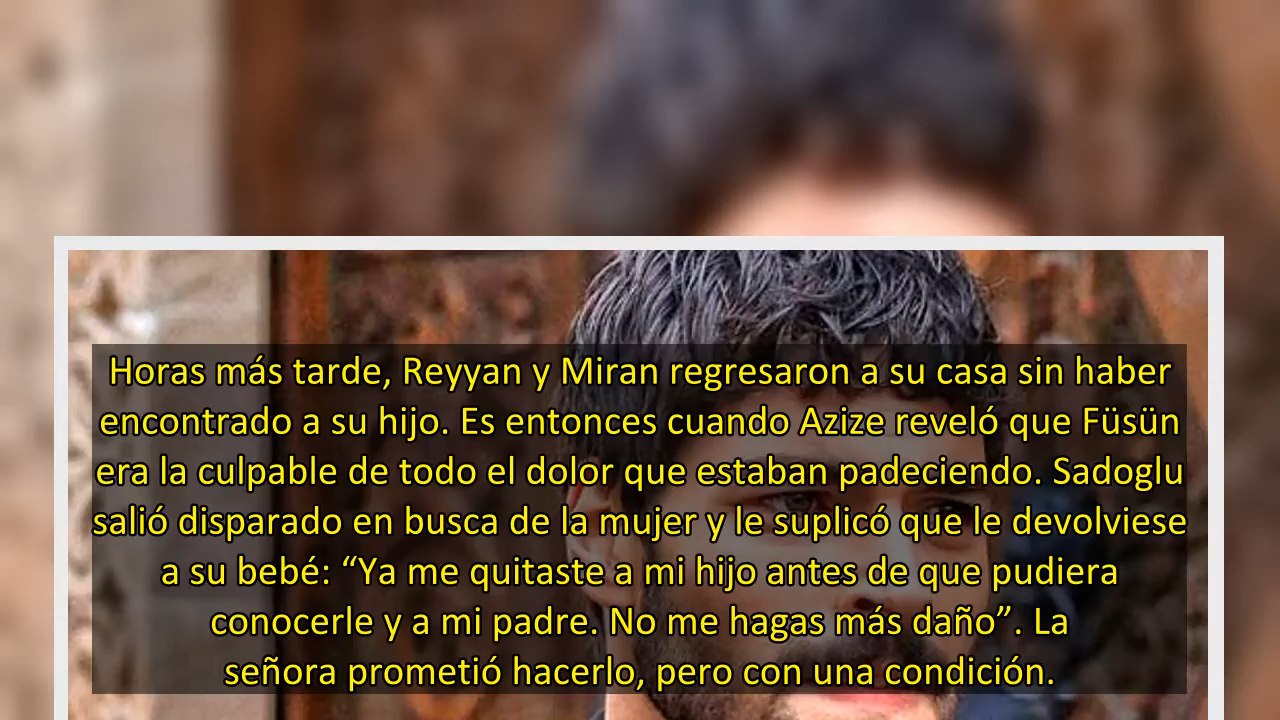 Horas más tarde, Reyyan y Miran regresaron a su casa sin haber
encontrado a su hijo. Es entonces cuando Azize reveló que Füsün
era la culpable de todo el dolor que estaban padeciendo. Sadoglu
salió disparado en busca de la mujer y le suplicó que le devolviese
a su bebé: “Ya me quitaste a mi hijo antes de que pudiera
conocerle y a mi padre. No me hagas más daño”. La
señora prometió hacerlo, pero con una condición.